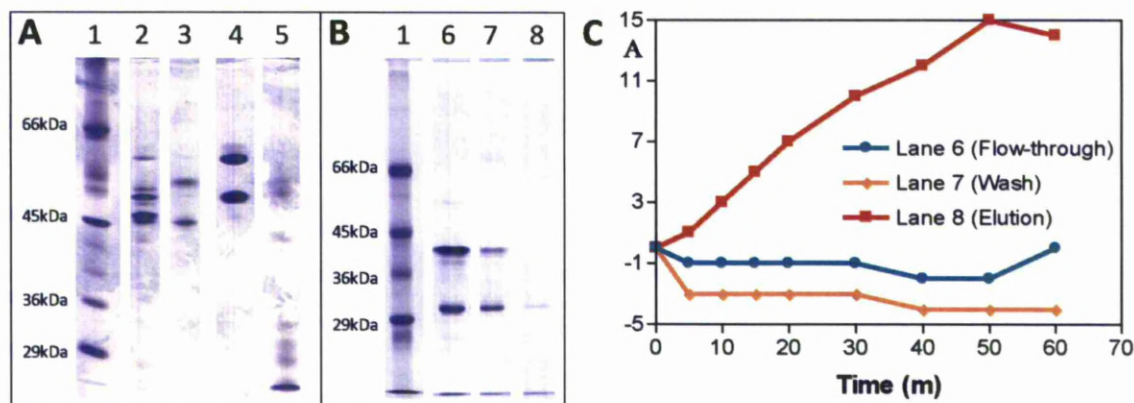 A
1 2 3 4 5
66kDa
45kDa
36kDa
29kDa
B
1 6 7 8
66kDa
45kDa
36kDa
29kDa
C
A
15
11
7
3
-1
-5
Lane 6 (Flow-through)
Lane 7 (Wash)
Lane 8 (Elution)
0 10 20 30 40 50 60 70
Time (m)